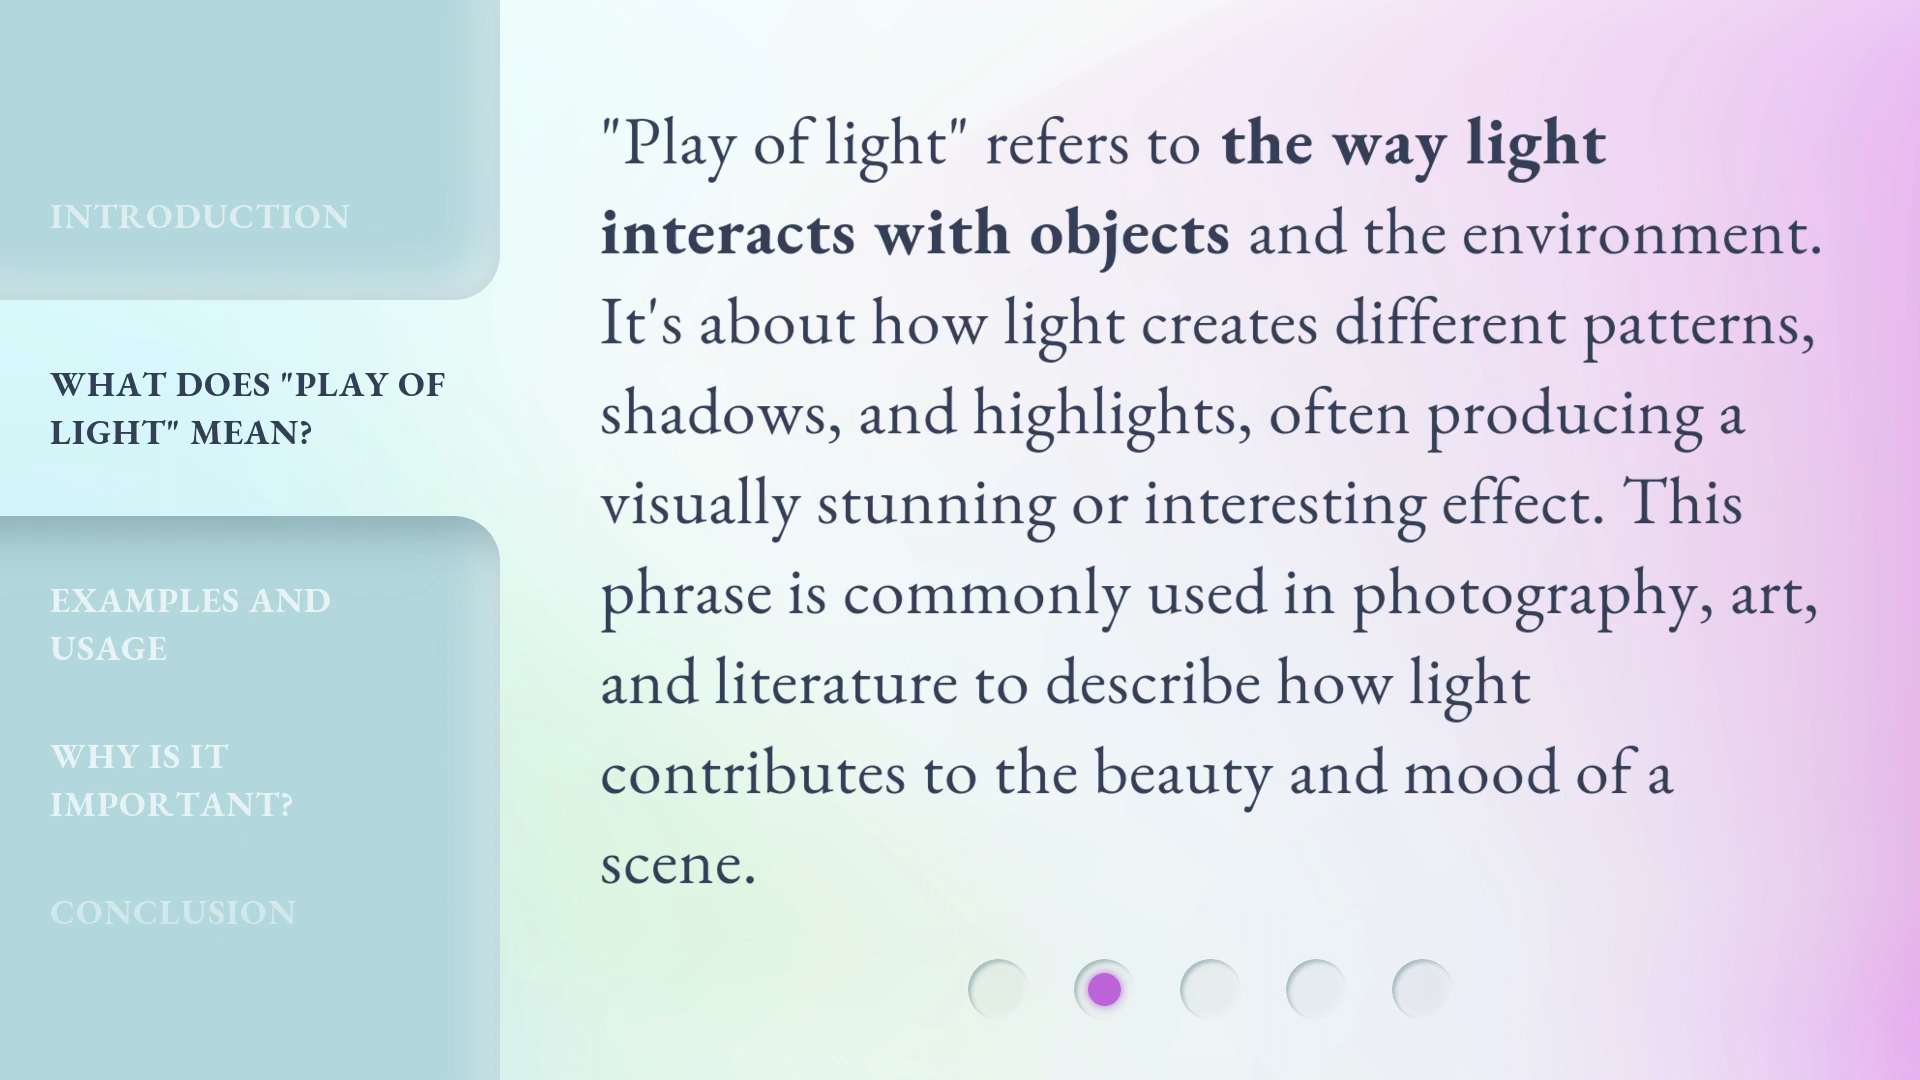 INTRODUCTION
WHAT DOES "PLAY OF
LIGHT" MEAN?
EXAMPLES AND
USAGE
WHY IS IT
IMPORTANT?
CONCLUSION
"Play of light" refers to the way light
interacts with objects and the environment.
It's about how light creates different patterns,
shadows, and highlights, often producing a
visually stunning or interesting effect. This
phrase is commonly used in photography, art,
and literature to describe how light
contributes to the beauty and mood of a
scene.